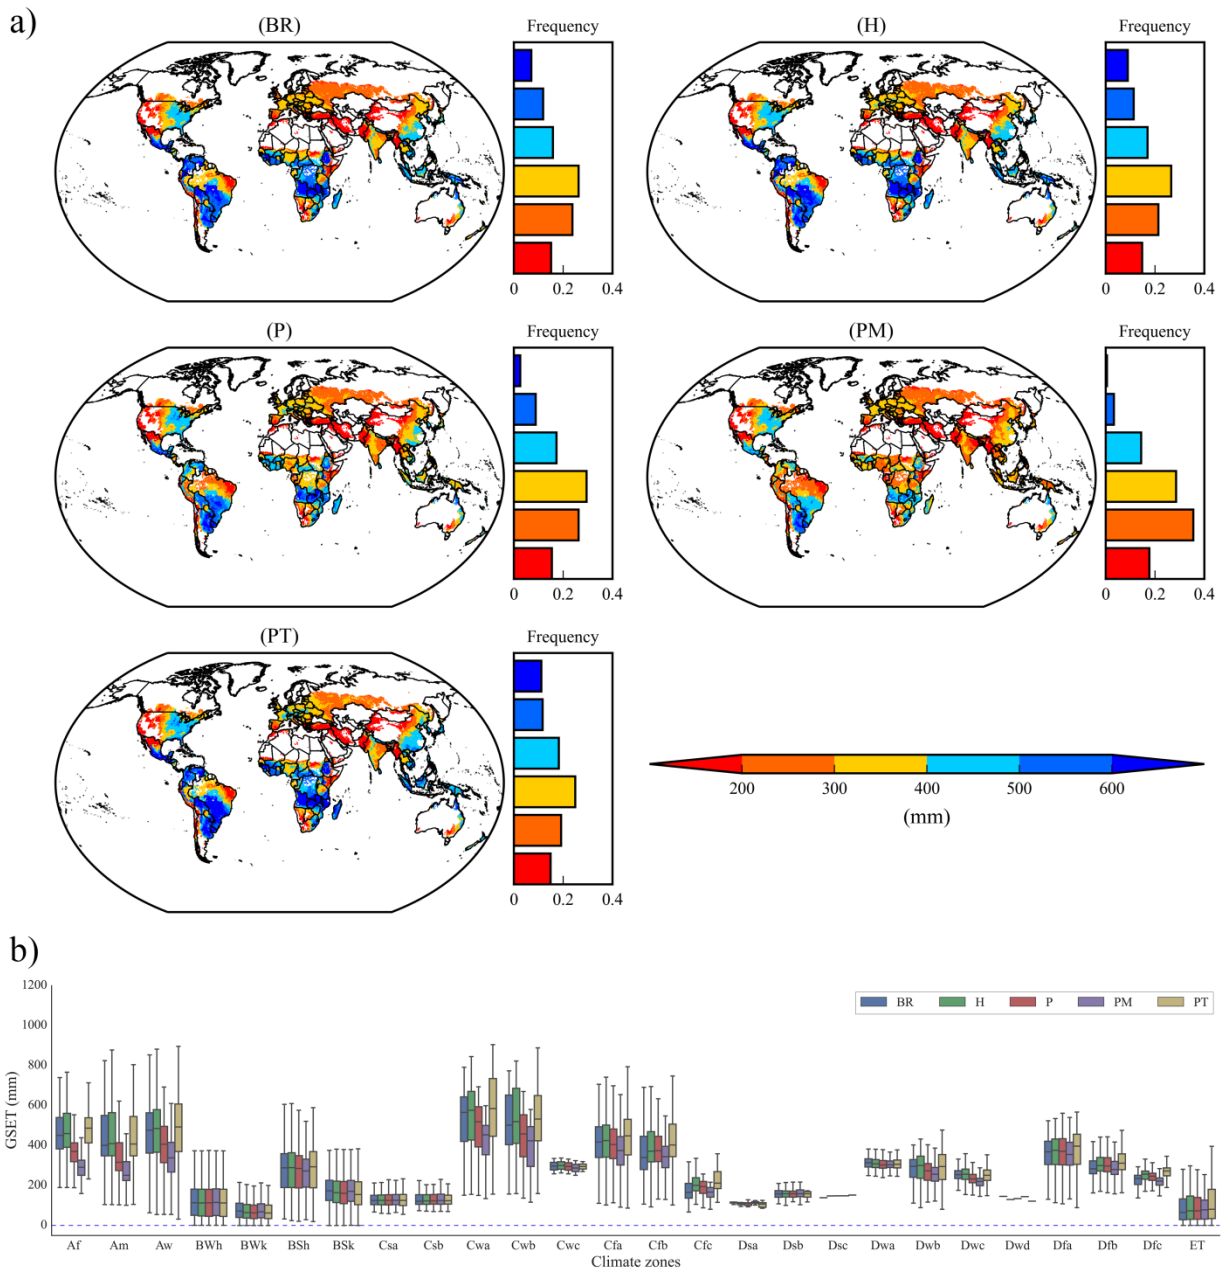 a)
(BR) Frequency (H) Frequency
0 0.2 0.4 0 0.2 0.4
(P) Frequency (PM) Frequency
0 0.2 0.4 0 0.2 0.4
(PT) Frequency
200 300 400 500 600
(mm)
0 0.2 0.4
b)
1200
1000
800
600
400
200
0
GSET (mm)
BR H P PM PT
Af Am Aw BWh BWk BSh BSk Csa Csb Cwa Cwb Cwc Cfa Cfb Cfc Dsa Dsb Dsc Dwa Dwb Dwc Dwd Dfa Dfb Dfc ET
Climate zones